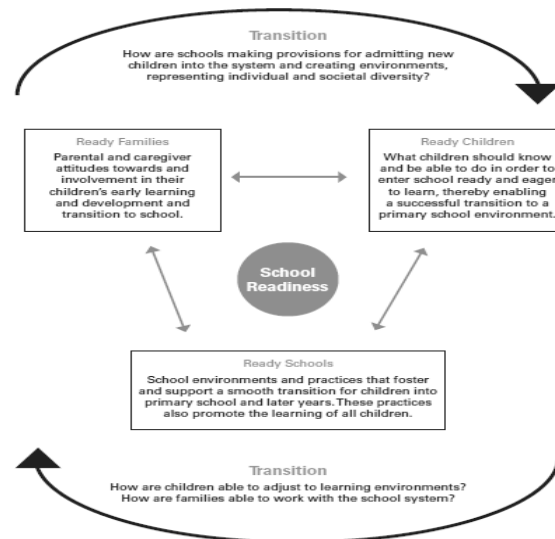 Transition
How are schools making provisions for admitting new
children into the system and creating environments,
representing individual and societal diversity?
Ready Families
Parental and caregiver
attitudes towards and
involvement in their
children's early learning
and development and
transition to school.
Ready Children
What children should know
and be able to do in order to
enter school ready and eager
to learn, thereby enabling
a successful transition to a
primary school environment.
School
Readiness
Ready Schools
School environments and practices that foster
and support a smooth transition for children into
primary school and later years. These practices
also promote the learning of all children.
Transition
How are children able to adjust to learning environments?
How are families able to work with the school system?